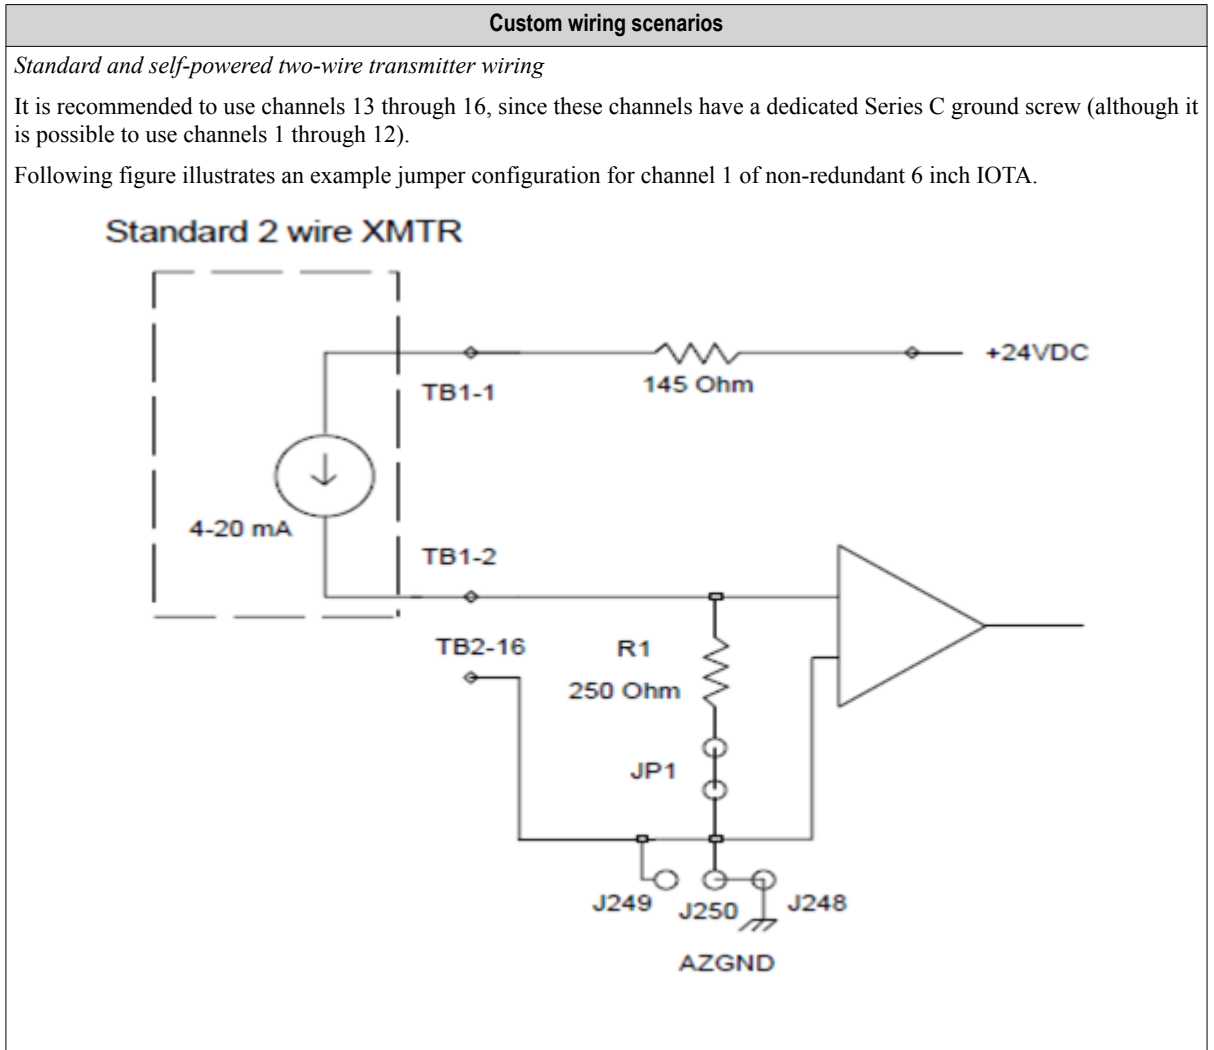 Custom wiring scenarios
Standard and self-powered two-wire transmitter wiring
It is recommended to use channels 13 through 16, since these channels have a dedicated Series C ground screw (although it
is possible to use channels 1 through 12).
Following figure illustrates an example jumper configuration for channel 1 of non-redundant 6 inch IOTA.
Standard 2 wire XMTR
+24VDC
145 Ohm
TB1-1
4-20 mA
TB1-2
TB2-16
R1
250 Ohm
JP1
J249
J250
J248
AZGND